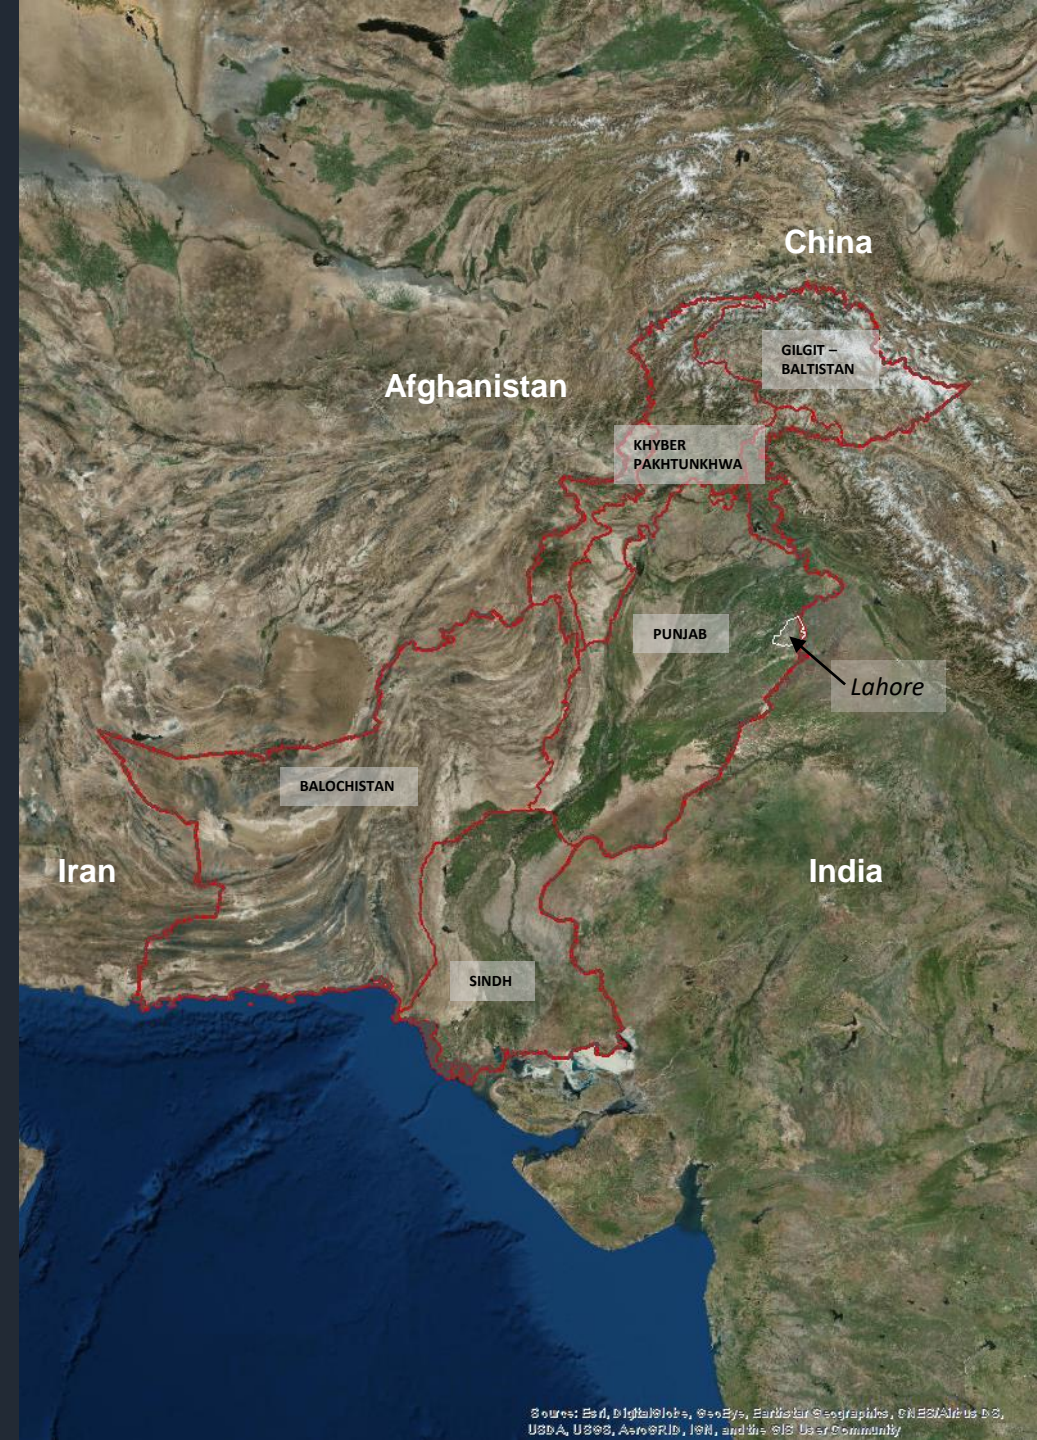 China
GILGIT –
BALTISTAN
Afghanistan
KHYBER
PAKHTUNKHWA
PUNJAB
Lahore
BALOCHISTAN
Iran
India
SINDH
Source: Esri, DigitalGlobe, GeoEye, Earthstar Geographics, CNES/Airbus DS,
USDA, USGS, AeroGRID, IGN, and the GIS User Community